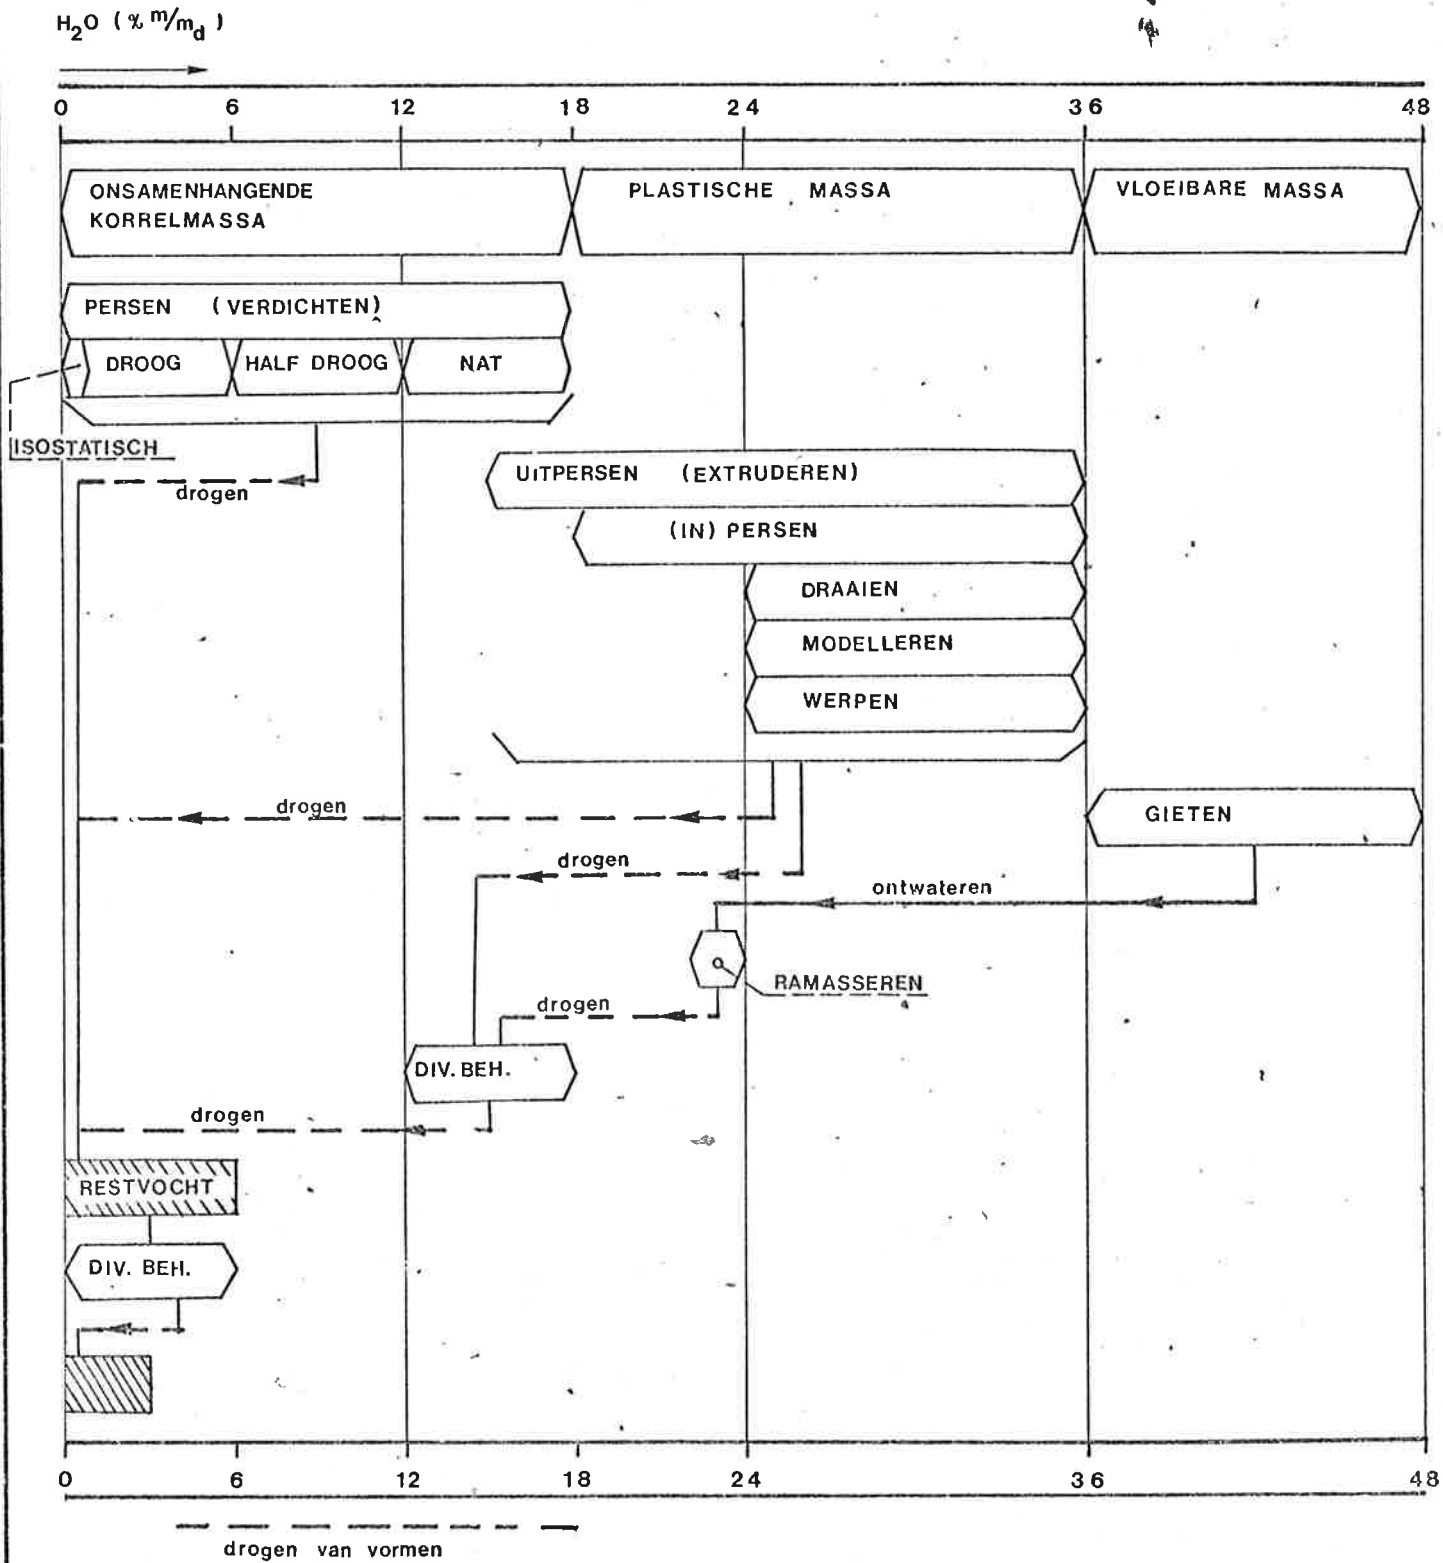 H2O ( % m/md )
0 6 12 18 24 36 48
ONSAMENHANGENDE
KORRELMASSA
PLASTISCHE MASSA
VLOEIBARE MASSA
PERSEN (VERDICHTEN)
DROOG
HALF DROOG
NAT
ISOSTATISCH
drogen
UITPERSEN (EXTRUDEREN)
(IN) PERSEN
DRAAIEN
MODELLEREN
WERPEN
drogen
GIETEN
drogen
ontwateren
RAMASSEREN
drogen
DIV. BEH.
drogen
RESTVOCHT
DIV. BEH.
0 6 12 18 24 36 48
drogen van vormen